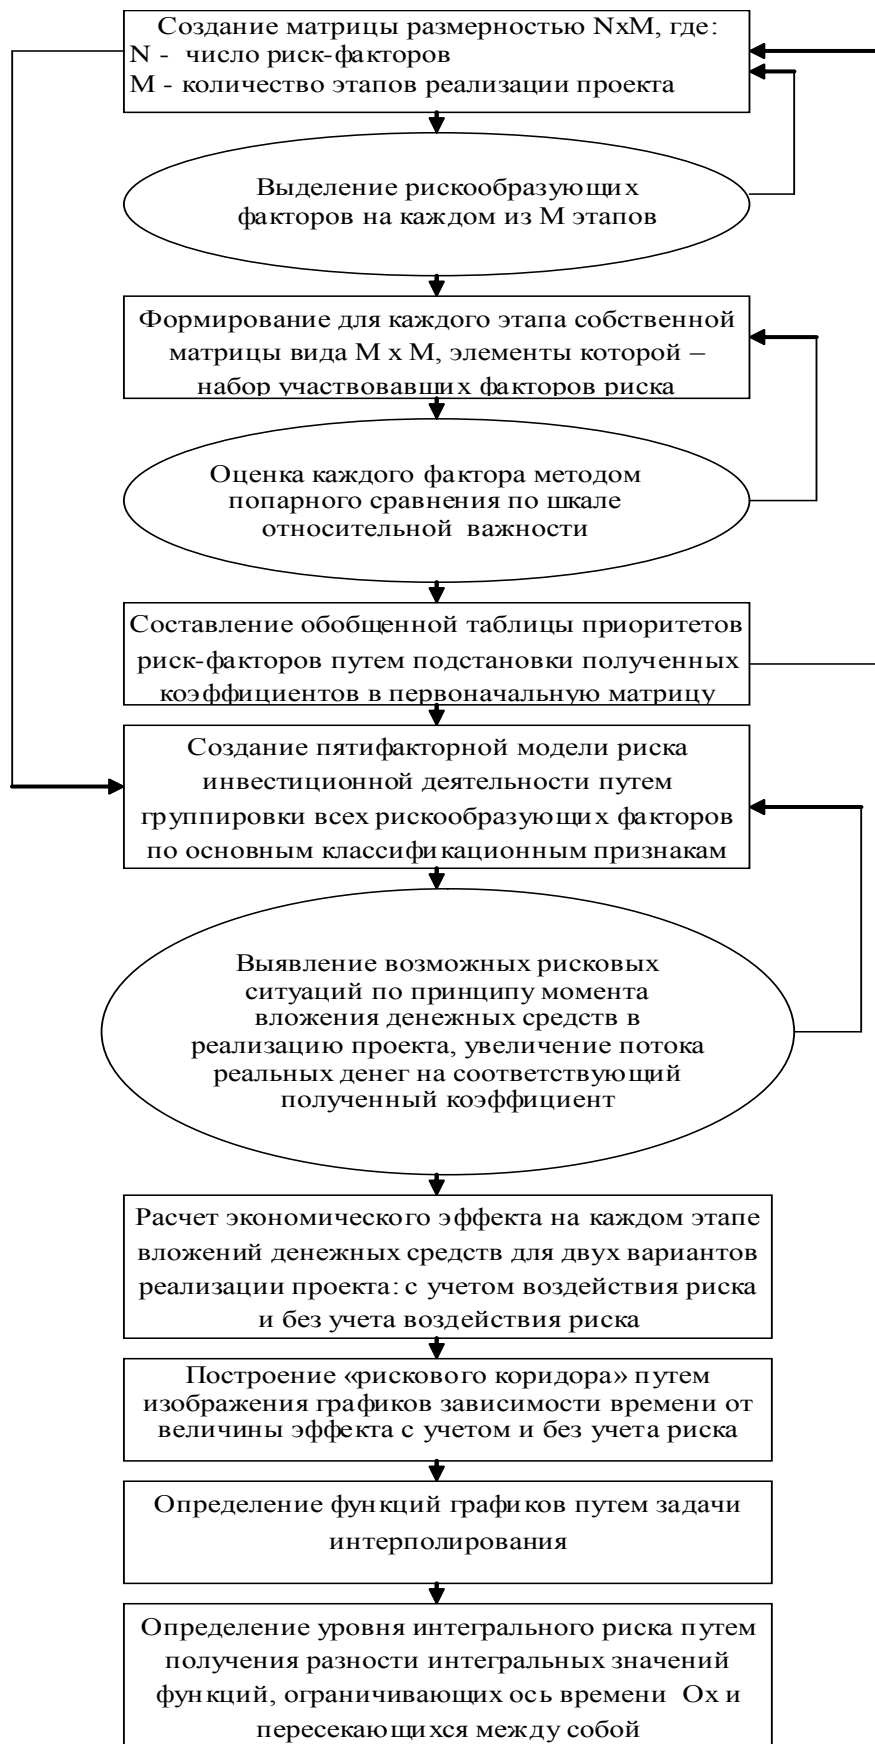 Создание матрицы размерностью NxM, где:
N - число риск-факторов
M - количество этапов реализации проекта
Выделение рискообразующих
факторов на каждом из M этапов
Формирование для каждого этапа собственной
матрицы вида M x M, элементы которой –
набор участвовавших факторов риска
Оценка каждого фактора методом
попарного сравнения по шкале
относительной важности
Составление обобщенной таблицы приоритетов
риск-факторов путем подстановки полученных
коэффициентов в первоначальную матрицу
Создание пятифакторной модели риска
инвестиционной деятельности путем
группировки всех рискообразующих факторов
по основным классификационным признакам
Выявление возможных рисковых
ситуаций по принципу момента
вложения денежных средств в
реализацию проекта, увеличение потока
реальных денег на соответствующий
полученный коэффициент
Расчет экономического эффекта на каждом этапе
вложений денежных средств для двух вариантов
реализации проекта: с учетом воздействия риска
и без учета воздействия риска
Построение «рискового коридора» путем
изображения графиков зависимости времени от
величины эффекта с учетом и без учета риска
Определение функций графиков путем задачи
интерполирования
Определение уровня интегрального риска путем
получения разности интегральных значений
функций, ограничивающих ось времени Ox и
пересекающихся между собой